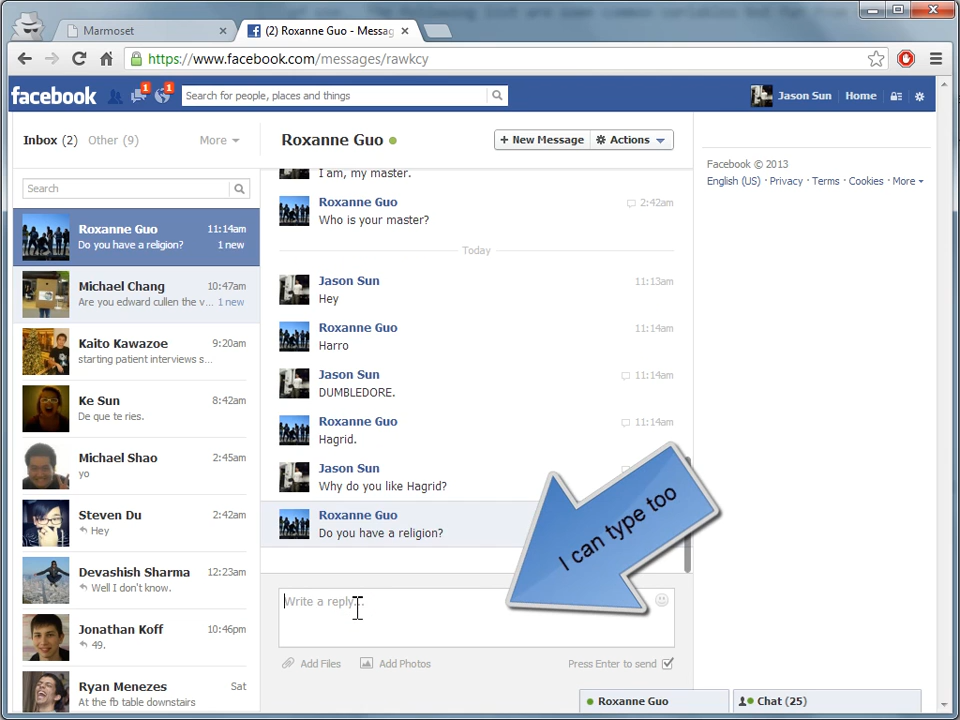 Marmoset
(2) Roxanne Guo - Messag
https://www.facebook.com/messages/rawkcy
facebook
1
1
Search for people, places and things
Jason Sun
Home
Inbox (2)
Other (9)
More
Roxanne Guo
+ New Message
Actions
Facebook © 2013
English (US) · Privacy · Terms · Cookies · More
Search
Roxanne Guo
11:14am
Do you have a religion?
1 new
Michael Chang
10:47am
Are you edward cullen the v...
1 new
Kaito Kawazoe
9:20am
starting patient interviews s...
Ke Sun
8:42am
De que te ries.
Michael Shao
2:45am
yo
Steven Du
2:42am
Hey
Devashish Sharma
12:23am
Well I don't know.
Jonathan Koff
10:46pm
49.
Ryan Menezes
Sat
At the fb table downstairs
I am, my master.
Roxanne Guo
2:42am
Who is your master?
Today
Jason Sun
11:13am
Hey
Roxanne Guo
11:14am
Harro
Jason Sun
11:14am
DUMBLEDORE.
Roxanne Guo
11:14am
Hagrid.
Jason Sun
Why do you like Hagrid?
Roxanne Guo
Do you have a religion?
I can type too
Write a reply...
Add Files
Add Photos
Press Enter to send
Roxanne Guo
Chat (25)